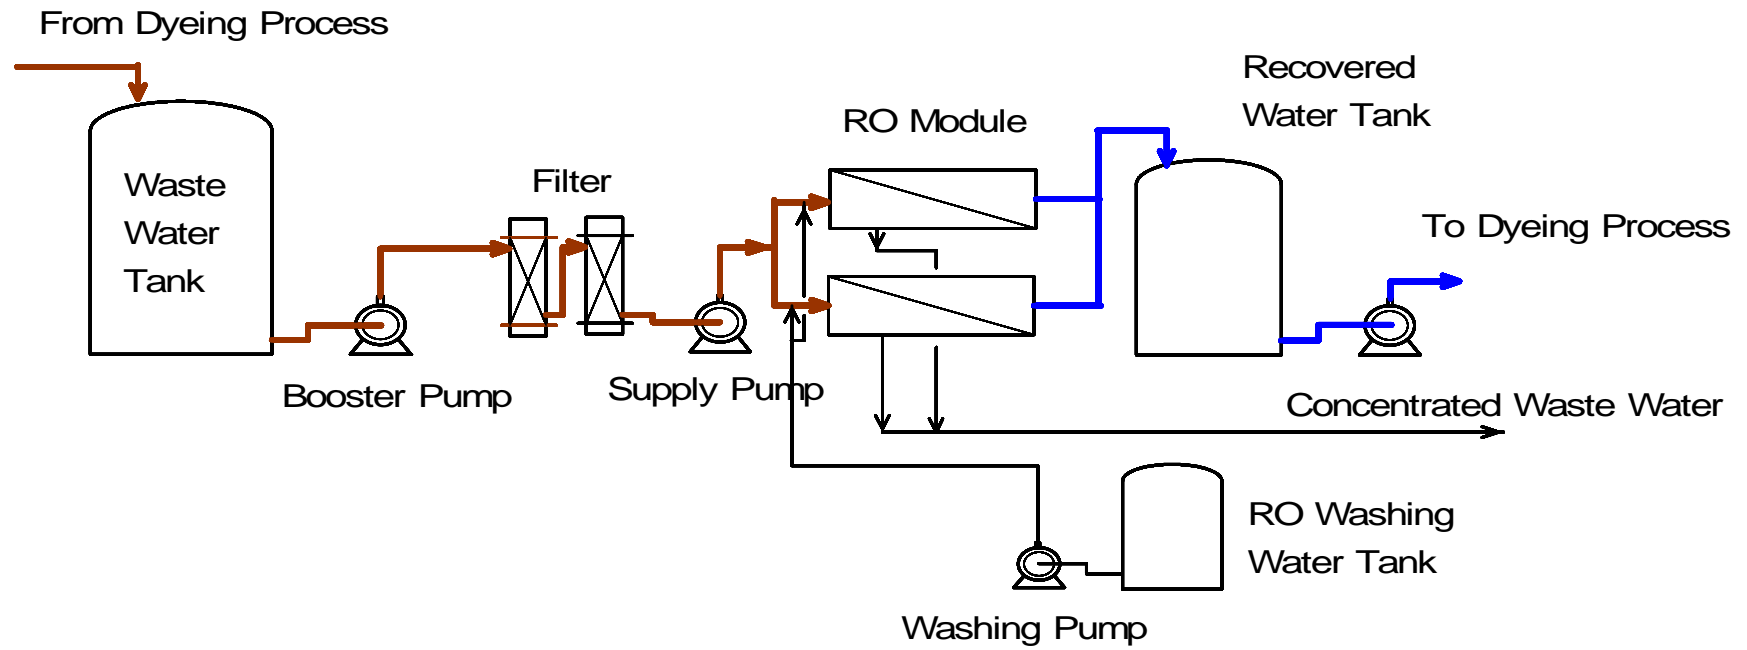 From Dyeing Process
Recovered
Water Tank
RO Module
Waste
Water
Tank
Filter
To Dyeing Process
Booster Pump
Supply Pump
Concentrated Waste Water
RO Washing
Water Tank
Washing Pump